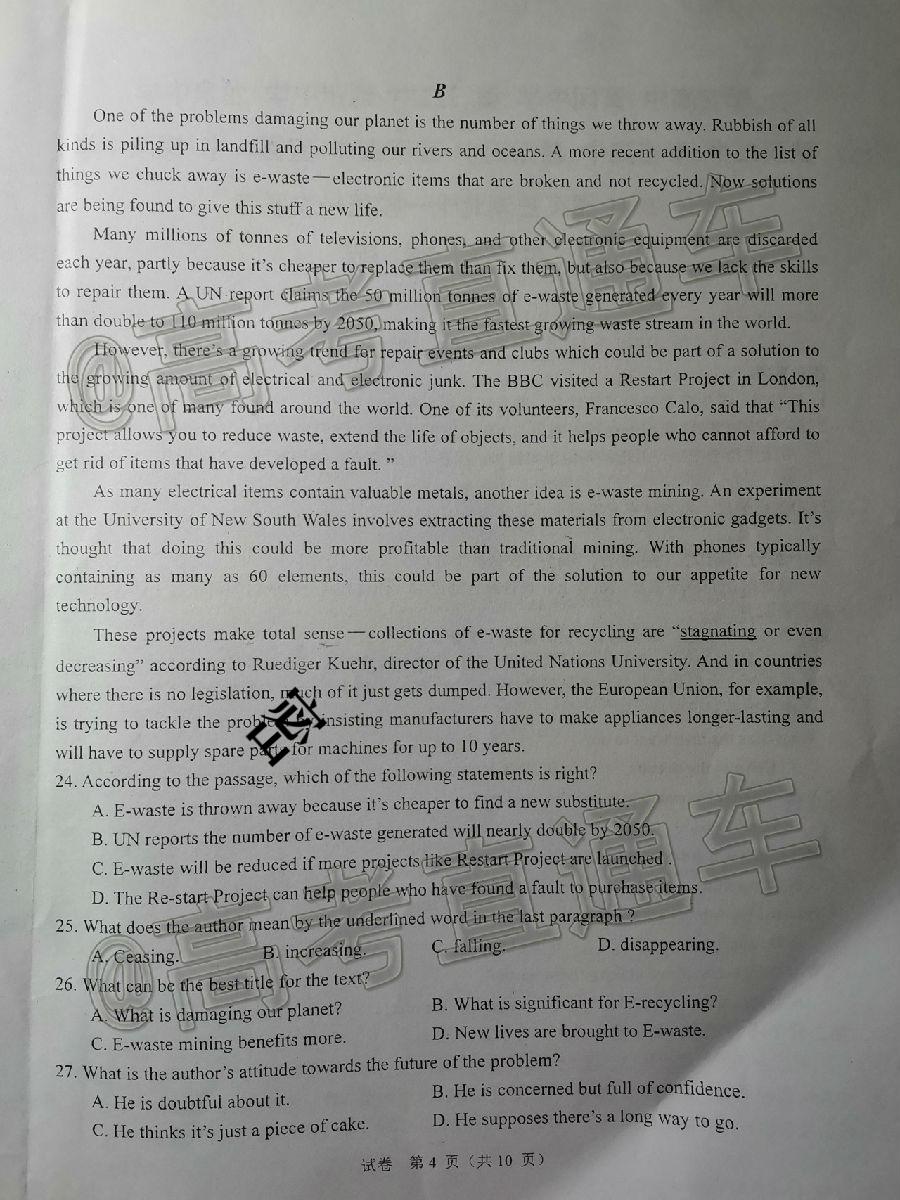 B
One of the problems damaging our planet is the number of things we throw away. Rubbish of all
kinds is piling up in landfill and polluting our rivers and oceans. A more recent addition to the list of
things we chuck away is e-waste—electronic items that are broken and not recycled. Now solutions
are being found to give this stuff a new life.
Many millions of tonnes of televisions, phones, and other electronic equipment are discarded
each year, partly because it's cheaper to replace them than fix them, but also because we lack the skills
to repair them. A UN report claims the 50 million tonnes of e-waste generated every year will more
than double to 110 million tonnes by 2050, making it the fastest growing waste stream in the world.
However, there's a growing trend for repair events and clubs which could be part of a solution to
the growing amount of electrical and electronic junk. The BBC visited a Restart Project in London,
which is one of many found around the world. One of its volunteers, Francesco Calo, said that “This
project allows you to reduce waste, extend the life of objects, and it helps people who cannot afford to
get rid of items that have developed a fault. ”
As many electrical items contain valuable metals, another idea is e-waste mining. An experiment
at the University of New South Wales involves extracting these materials from electronic gadgets. It's
thought that doing this could be more profitable than traditional mining. With phones typically
containing as many as 60 elements, this could be part of the solution to our appetite for new
technology.
These projects make total sense—collections of e-waste for recycling are “stagnating or even
decreasing” according to Ruediger Kuehr, director of the United Nations University. And in countries
where there is no legislation, much of it just gets dumped. However, the European Union, for example,
is trying to tackle the problem insisting manufacturers have to make appliances longer-lasting and
will have to supply spare parts for machines for up to 10 years.
密
24. According to the passage, which of the following statements is right?
A. E-waste is thrown away because it's cheaper to find a new substitute.
B. UN reports the number of e-waste generated will nearly double by 2050.
C. E-waste will be reduced if more projects like Restart Project are launched .
D. The Re-start Project can help people who have found a fault to purchase items.
25. What does the author mean by the underlined word in the last paragraph ?
A. Ceasing. B. increasing. C. falling. D. disappearing.
26. What can be the best title for the text?
A. What is damaging our planet? B. What is significant for E-recycling?
C. E-waste mining benefits more. D. New lives are brought to E-waste.
27. What is the author's attitude towards the future of the problem?
A. He is doubtful about it. B. He is concerned but full of confidence.
C. He thinks it's just a piece of cake. D. He supposes there's a long way to go.
试卷 第 4 页（共 10 页）
@高考直通车
@高考直通车